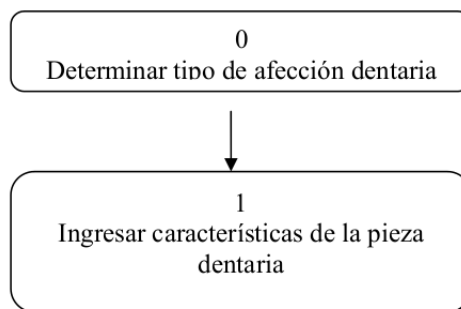 0
Determinar tipo de afección dentaria
1
Ingresar características de la pieza
dentaria